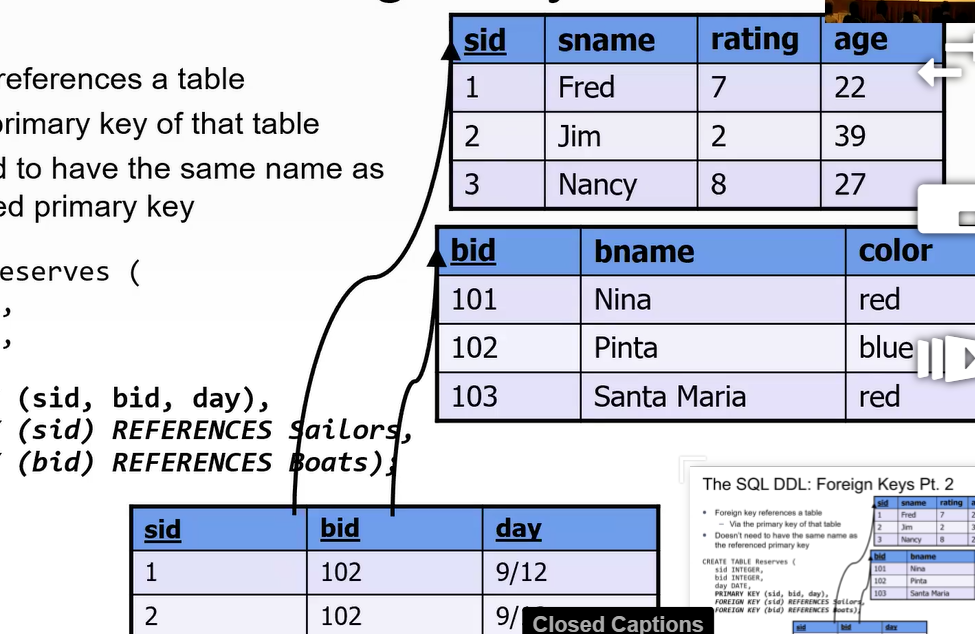 references a table
primary key of that table
d to have the same name as
ed primary key
eserves (
,
,
(sid, bid, day),
(sid) REFERENCES Sailors,
(bid) REFERENCES Boats);
sid sname rating age
1 Fred 7 22
2 Jim 2 39
3 Nancy 8 27
bid bname color
101 Nina red
102 Pinta blue
103 Santa Maria red
sid bid day
1 102 9/12
2 102 9/
Closed Captions
The SQL DDL: Foreign Keys Pt. 2
• Foreign key references a table
– Via the primary key of that table
• Doesn't need to have the same name as
the referenced primary key
CREATE TABLE Reserves (
sid INTEGER,
bid INTEGER,
day DATE,
PRIMARY KEY (sid, bid, day),
FOREIGN KEY (sid) REFERENCES Sailors,
FOREIGN KEY (bid) REFERENCES Boats);
sid sname rating a
1 Fred 7 2
2 Jim 2 3
3 Nancy 8 2
bid bname
101 Nina
102 Pinta
103 Santa Maria
sid bid day